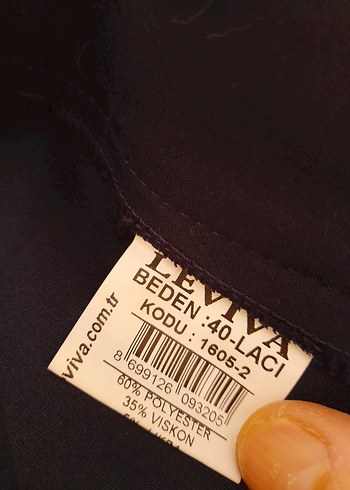 LEVIVA
BEDEN :40-LACI
KODU : 1605-2
8 699126 093205
60% POLYESTER
35% VISKON
viva.com.tr